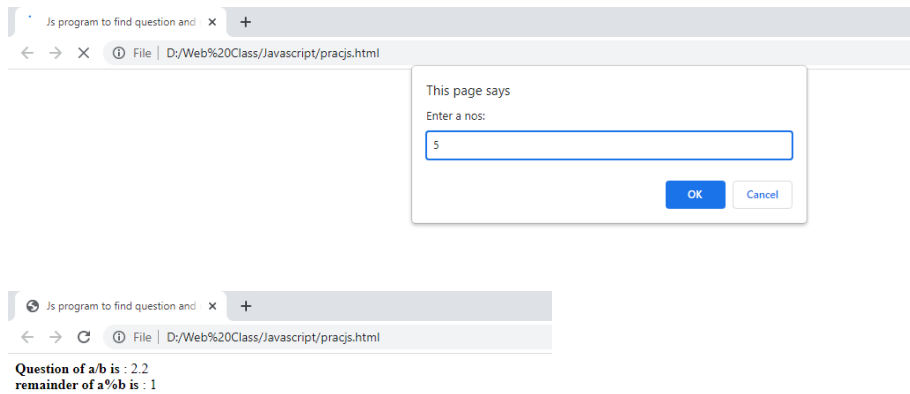 Js program to find question and
File D:/Web%20Class/Javascript/pracjs.html
This page says
Enter a nos:
5
OK Cancel
Js program to find question and
File D:/Web%20Class/Javascript/pracjs.html
Question of a/b is : 2.2
remainder of a%b is : 1